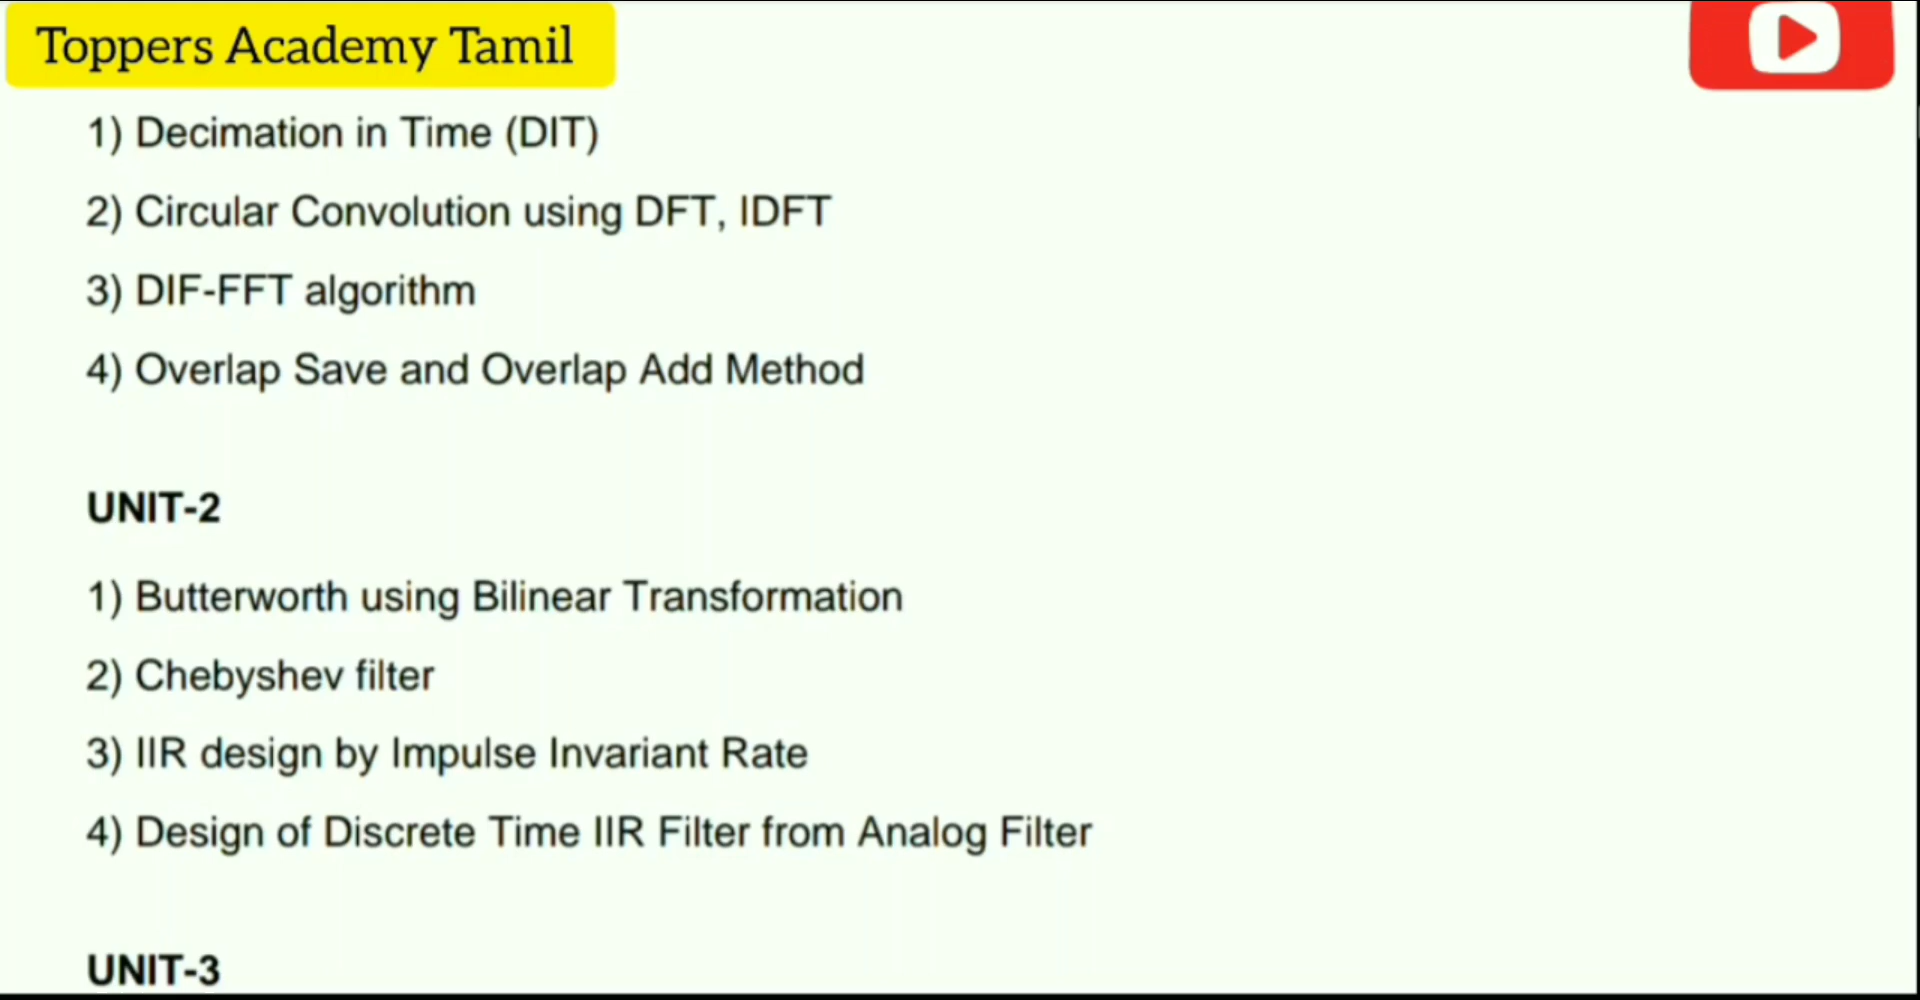 Toppers Academy Tamil
1) Decimation in Time (DIT)
2) Circular Convolution using DFT, IDFT
3) DIF-FFT algorithm
4) Overlap Save and Overlap Add Method
UNIT-2
1) Butterworth using Bilinear Transformation
2) Chebyshev filter
3) IIR design by Impulse Invariant Rate
4) Design of Discrete Time IIR Filter from Analog Filter
UNIT-3